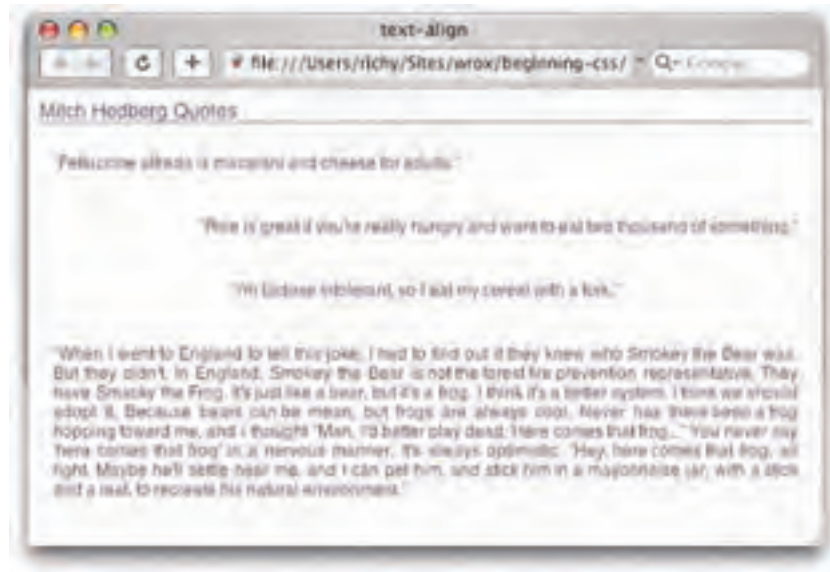 text-align
file:///Users/richy/Sites/wrox/beginning-css/
Mitch Hedberg Quotes
"Fettuccine alfredo is macaroni and cheese for adults."
"Rice is great if you're really hungry and want to eat two thousand of something."
"I'm lactose intolerant, so I eat my cereal with a fork."
"When I went to England to tell this joke, I had to find out if they knew who Smokey the Bear was.
But they didn't. In England, Smokey the Bear is not the forest fire prevention representative. They
have Smacky the Frog. It's just like a bear, but it's a frog. I think it's a better system. I think we should
adopt it. Because bears can be mean, but frogs are always cool. Never has there been a frog
hopping toward me, and I thought "Man, I'd better play dead. Here comes that frog..." You never say
'here comes that frog' in a nervous manner. It's always optimistic. "Hey, here comes that frog, all
right. Maybe he'll settle near me, and I can pet him, and stick him in a mayonnaise jar, with a stick
and a leaf, to recreate his natural environment."